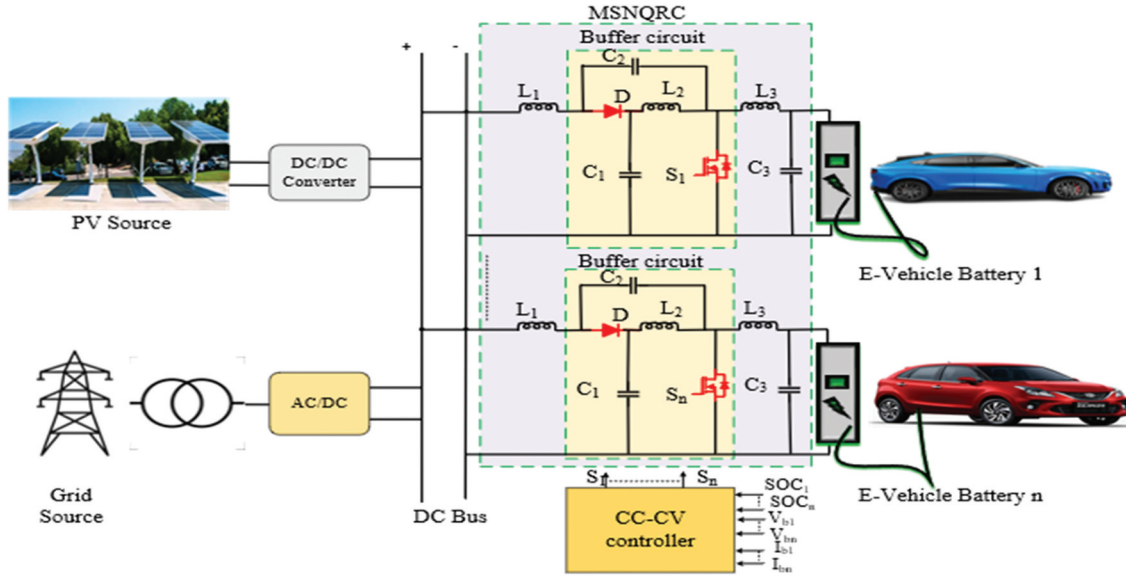 MSNQRC
Buffer circuit
+ -
C2
L1
D
L2
L3
C1
S1
C3
DC/DC
Converter
PV Source
E-Vehicle Battery 1
Buffer circuit
C2
L1
D
L2
L3
C1
Sn
C3
AC/DC
Grid
Source
DC Bus
E-Vehicle Battery n
S1
Sn
CC-CV
controller
SOC1
SOCn
Vb1
Vbn
Ib1
Ibn